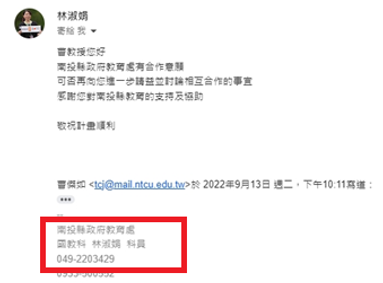 林淑娟
寄給 我
曹教授您好
南投縣政府教育處有合作意願
可否再向您進一步請益並討論相互合作的事宜
感謝您對南投縣教育的支持及協助
敬祝計畫順利
曹傑如 <tcj@mail.ntcu.edu.tw>於 2022年9月13日 週二，下午10:11寫道：
--
南投縣政府教育處
國教科 林淑娟 科員
049-2203429